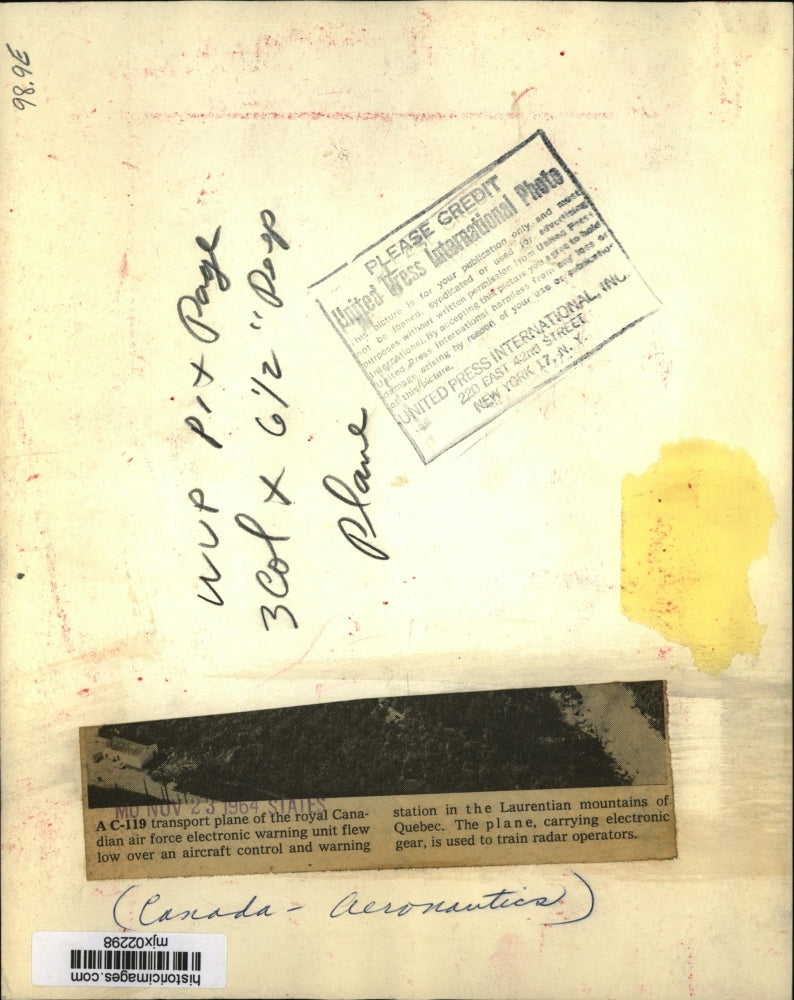 98.9E
WUP Pix Page
3 Col x 6 1/2" Deep
Plane
PLEASE CREDIT
United Press International Photo
This picture is for your publication only and must
not be loaned, syndicated or used for advertising
purposes without written permission from United Press
International. By accepting this picture you agree to hold
United Press International harmless from any loss or
damage arising by reason of your use or publication
of this picture.
UNITED PRESS INTERNATIONAL, INC.
220 EAST 42ND STREET
NEW YORK 17, N. Y.
MO NOV 23 1964 STATES
A C-119 transport plane of the royal Cana-
dian air force electronic warning unit flew
low over an aircraft control and warning
station in the Laurentian mountains of
Quebec. The plane, carrying electronic
gear, is used to train radar operators.
(Canada - Aeronautics)
historicimages.com
mjx02298